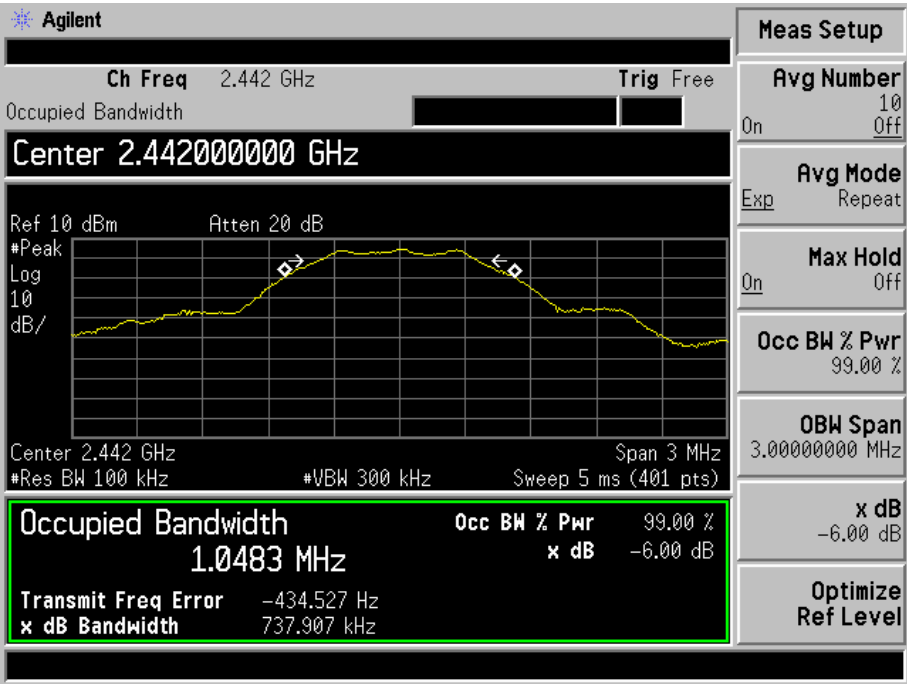 Agilent
Ch Freq 2.442 GHz Trig Free
Occupied Bandwidth
Center 2.442000000 GHz
Ref 10 dBm Atten 20 dB
#Peak
Log
10
dB/
Center 2.442 GHz Span 3 MHz
#Res BW 100 kHz #VBW 300 kHz Sweep 5 ms (401 pts)
Occupied Bandwidth
1.0483 MHz
Occ BW % Pwr 99.00 %
x dB -6.00 dB
Transmit Freq Error -434.527 Hz
x dB Bandwidth 737.907 kHz
Meas Setup
Avg Number
10
On Off
Avg Mode
Exp Repeat
Max Hold
On Off
Occ BW % Pwr
99.00 %
OBW Span
3.00000000 MHz
x dB
-6.00 dB
Optimize
Ref Level